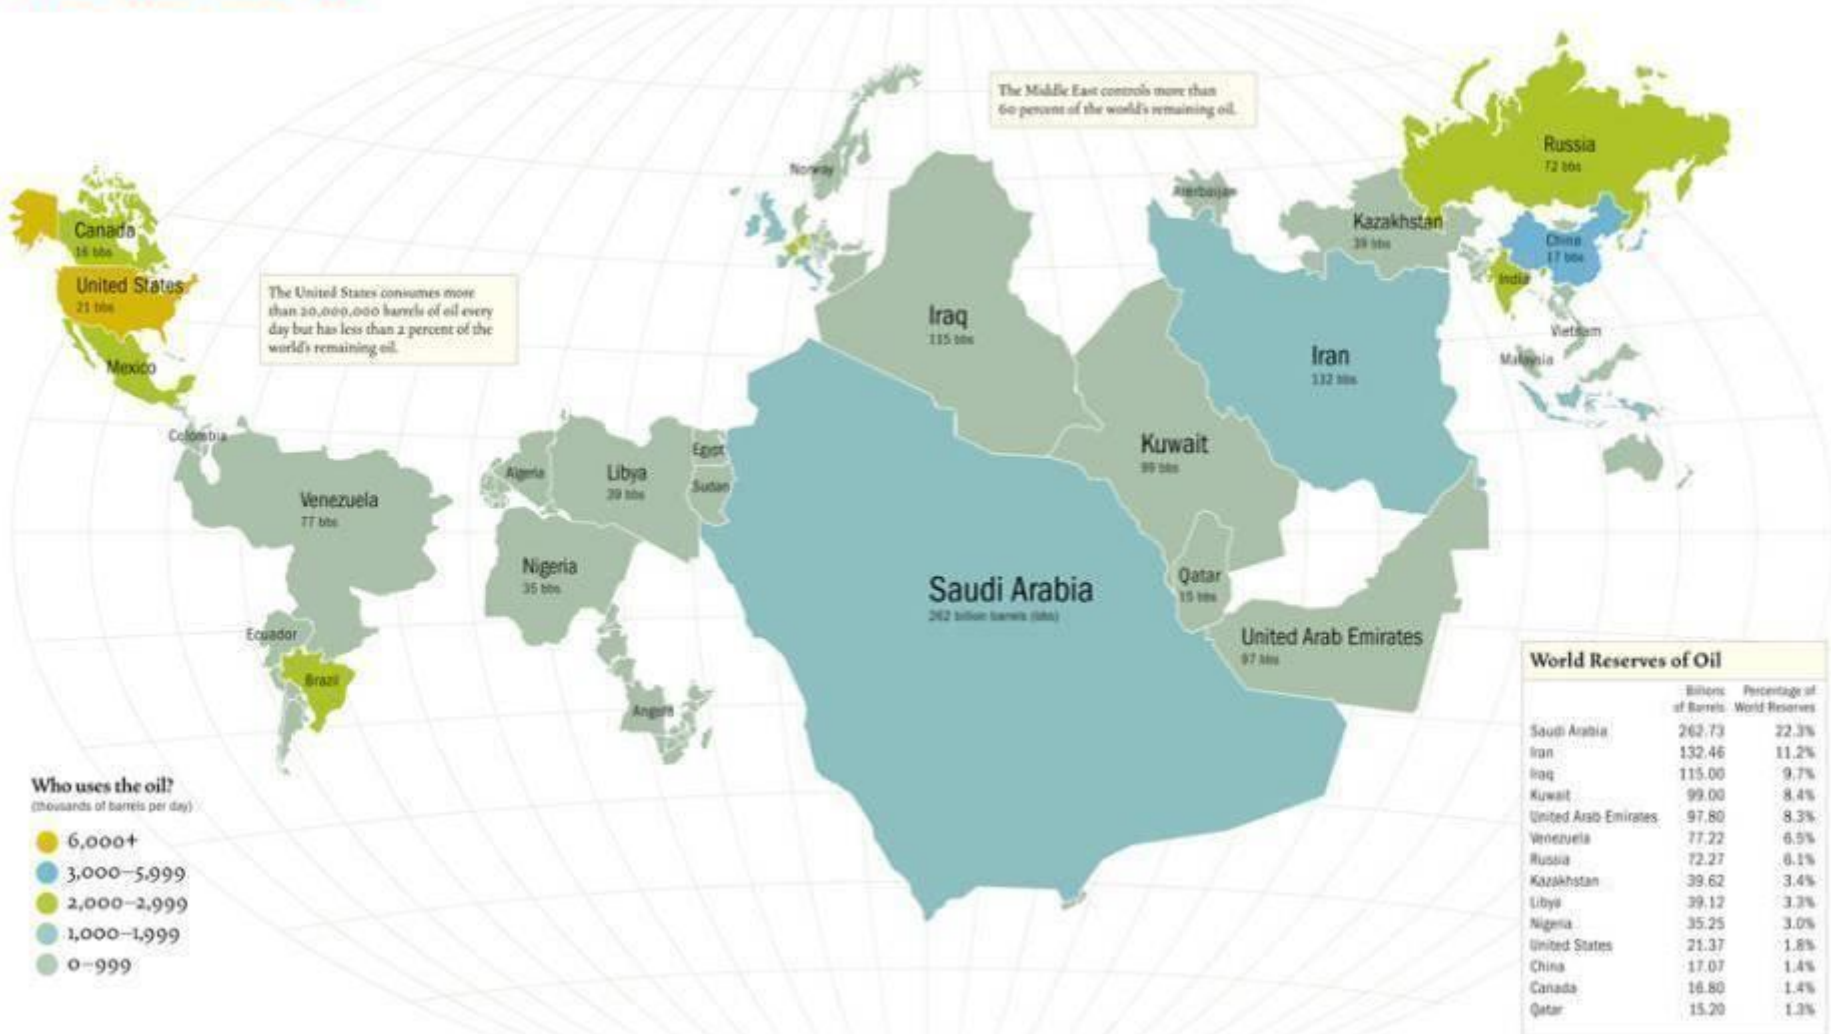 The Middle East controls more than
60 percent of the world's remaining oil.
Russia
72 bbs
Norway
Azerbaijan
Kazakhstan
39 bbs
Canada
16 bbs
China
17 bbs
United States
21 bbs
India
The United States consumes more
than 20,000,000 barrels of oil every
day but has less than 2 percent of the
world's remaining oil.
Iraq
115 bbs
Vietnam
Iran
132 bbs
Malaysia
Mexico
Colombia
Kuwait
99 bbs
Egypt
Algeria
Libya
39 bbs
Sudan
Venezuela
77 bbs
Nigeria
35 bbs
Qatar
15 bbs
Saudi Arabia
262 billion barrels (bbs)
Ecuador
United Arab Emirates
97 bbs
Brazil
Angola
Who uses the oil?
(thousands of barrels per day)
6,000+
3,000–5,999
2,000–2,999
1,000–1,999
0–999
World Reserves of Oil
Billions of Barrels Percentage of World Reserves
Saudi Arabia 262.73 22.3%
Iran 132.46 11.2%
Iraq 115.00 9.7%
Kuwait 99.00 8.4%
United Arab Emirates 97.80 8.3%
Venezuela 77.22 6.5%
Russia 72.27 6.1%
Kazakhstan 39.62 3.4%
Libya 39.12 3.3%
Nigeria 35.25 3.0%
United States 21.37 1.8%
China 17.07 1.4%
Canada 16.80 1.4%
Qatar 15.20 1.3%